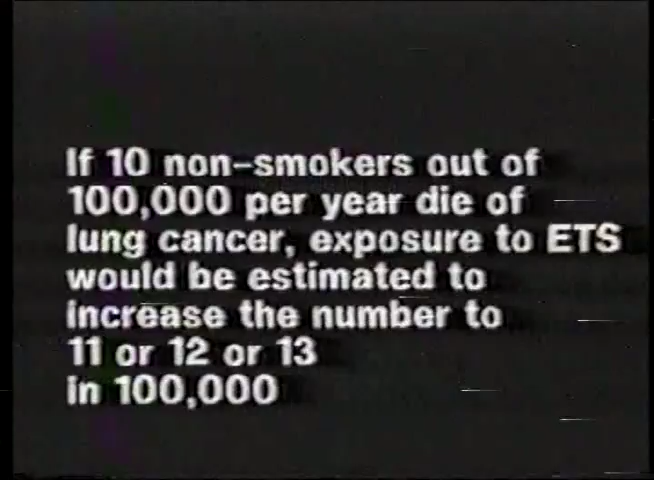 If 10 non-smokers out of
100,000 per year die of
lung cancer, exposure to ETS
would be estimated to
increase the number to
11 or 12 or 13
in 100,000